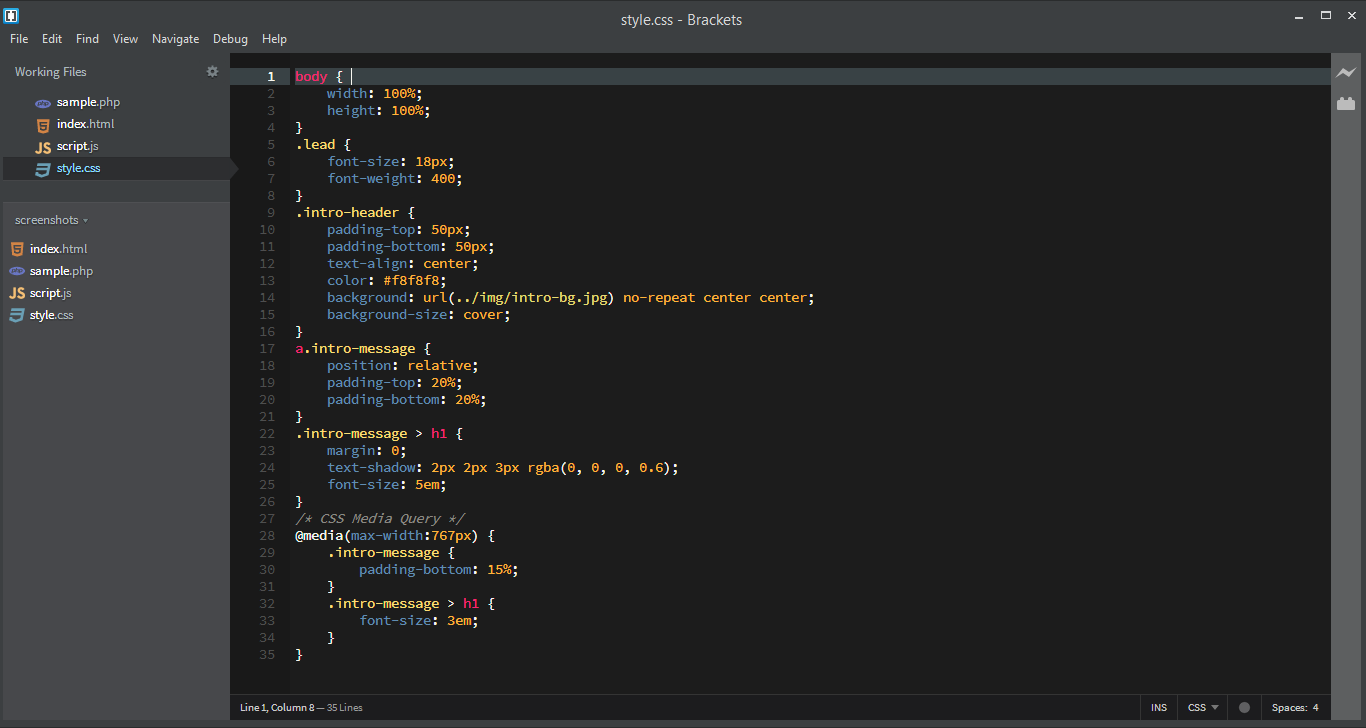 style.css - Brackets
File Edit Find View Navigate Debug Help
Working Files
php sample.php
index.html
JS script.js
style.css
screenshots
index.html
php sample.php
JS script.js
style.css
1 body {
2     width: 100%;
3     height: 100%;
4 }
5 .lead {
6     font-size: 18px;
7     font-weight: 400;
8 }
9 .intro-header {
10     padding-top: 50px;
11     padding-bottom: 50px;
12     text-align: center;
13     color: #f8f8f8;
14     background: url(../img/intro-bg.jpg) no-repeat center center;
15     background-size: cover;
16 }
17 a.intro-message {
18     position: relative;
19     padding-top: 20%;
20     padding-bottom: 20%;
21 }
22 .intro-message > h1 {
23     margin: 0;
24     text-shadow: 2px 2px 3px rgba(0, 0, 0, 0.6);
25     font-size: 5em;
26 }
27 /* CSS Media Query */
28 @media(max-width:767px) {
29     .intro-message {
30         padding-bottom: 15%;
31     }
32     .intro-message > h1 {
33         font-size: 3em;
34     }
35 }
Line 1, Column 8 — 35 Lines
INS CSS Spaces: 4